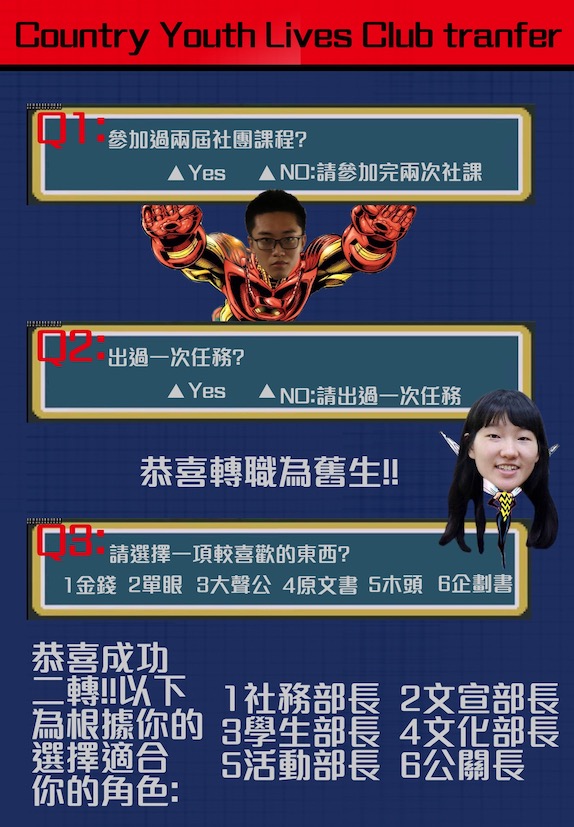 Country Youth Lives Club tranfer
Q1:參加過兩屆社團課程?
▲Yes ▲NO:請參加完兩次社課
Q2:出過一次任務?
▲Yes ▲NO:請出過一次任務
恭喜轉職為舊生!!
Q3:請選擇一項較喜歡的東西?
1金錢 2單眼 3大聲公 4原文書 5木頭 6企劃書
恭喜成功
二轉!!以下
為根據你的
選擇適合
你的角色:
1社務部長 2文宣部長
3學生部長 4文化部長
5活動部長 6公關長